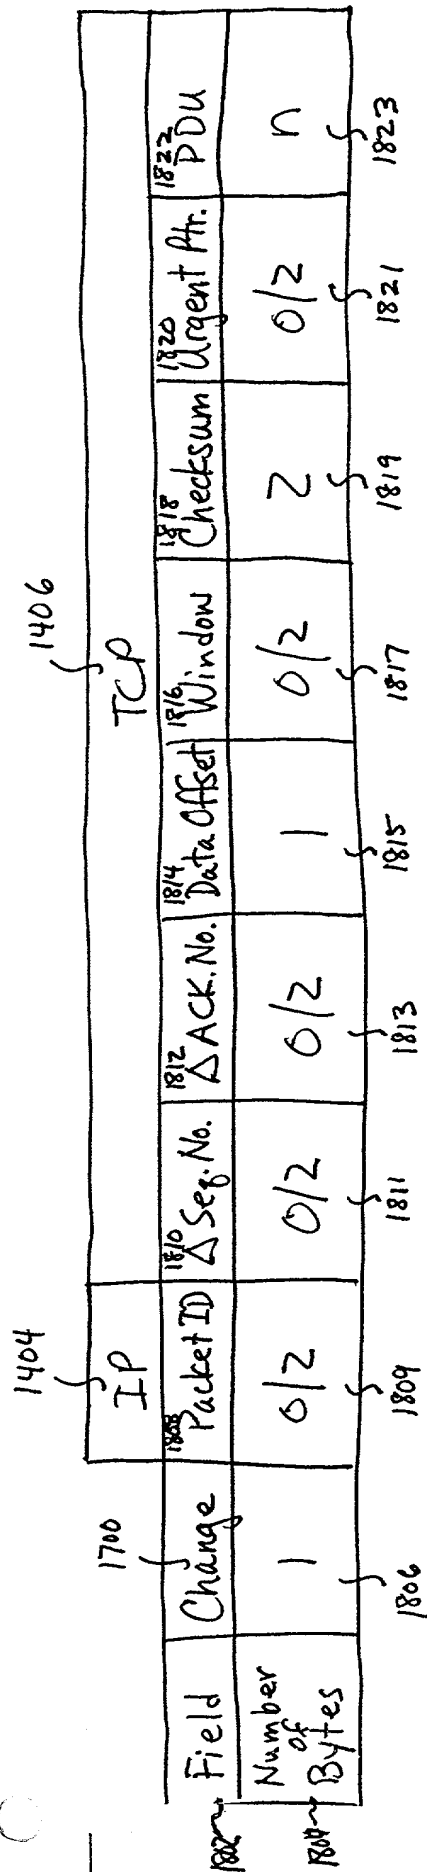 1404 1406
IP TCP
1700
1802 Field Change 1808 Packet ID 1810 Δ Seq. No. 1812 Δ ACK. No. 1814 Data Offset 1816 Window 1818 Checksum 1820 Urgent Ptr. 1822 PDU
1804 Number of Bytes 1 0/2 0/2 0/2 1 0/2 2 0/2 n
1806 1809 1811 1813 1815 1817 1819 1821 1823